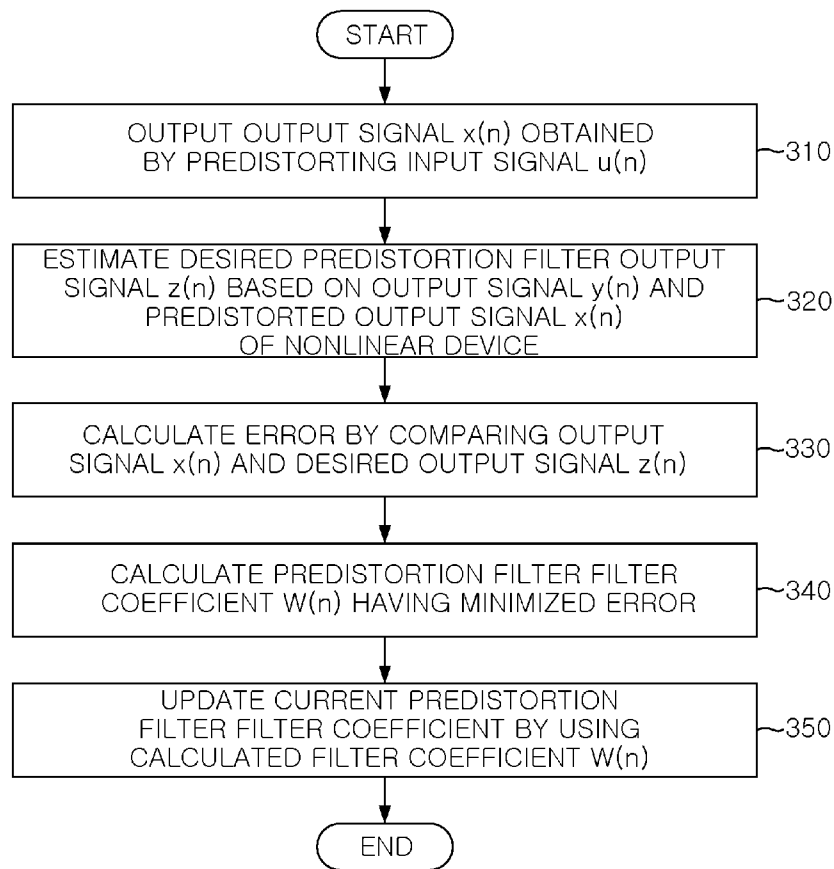 START
OUTPUT OUTPUT SIGNAL x(n) OBTAINED
BY PREDISTORTING INPUT SIGNAL u(n)
310
ESTIMATE DESIRED PREDISTORTION FILTER OUTPUT
SIGNAL z(n) BASED ON OUTPUT SIGNAL y(n) AND
PREDISTORTED OUTPUT SIGNAL x(n)
OF NONLINEAR DEVICE
320
CALCULATE ERROR BY COMPARING OUTPUT
SIGNAL x(n) AND DESIRED OUTPUT SIGNAL z(n)
330
CALCULATE PREDISTORTION FILTER FILTER
COEFFICIENT W(n) HAVING MINIMIZED ERROR
340
UPDATE CURRENT PREDISTORTION
FILTER FILTER COEFFICIENT BY USING
CALCULATED FILTER COEFFICIENT W(n)
350
END